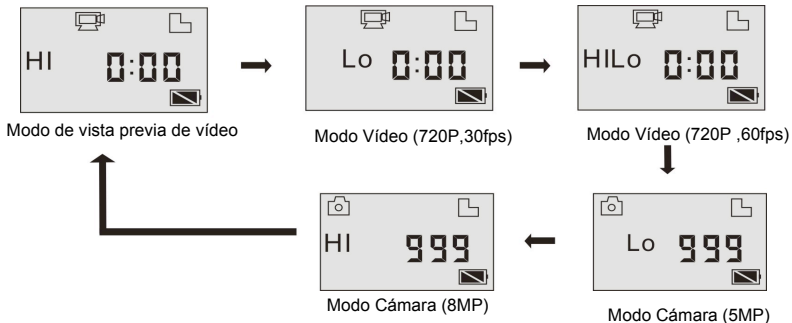 HI 0:00
Modo de vista previa de vídeo
Lo 0:00
Modo Vídeo (720P,30fps)
HILo 0:00
Modo Vídeo (720P ,60fps)
HI 999
Modo Cámara (8MP)
Lo 999
Modo Cámara (5MP)